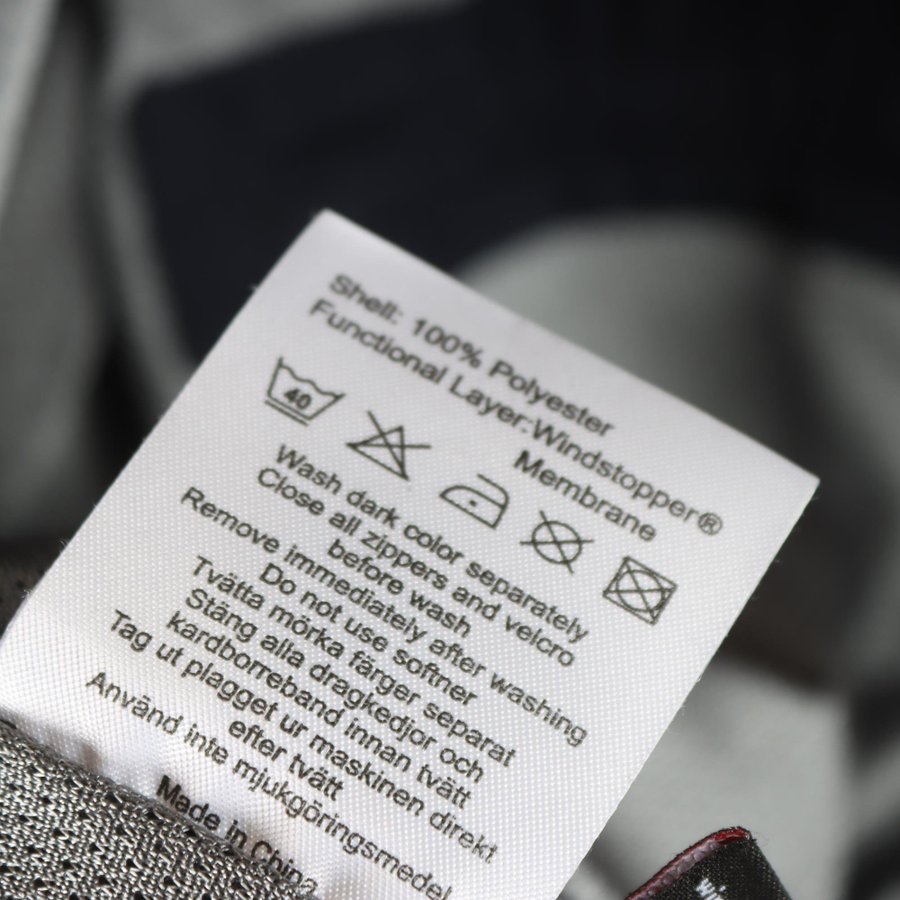 Shell: 100% Polyester
Functional Layer:Windstopper®
Membrane
40
Wash dark color separately
Close all zippers and velcro
before wash
Remove immediately after washing
Do not use softner
Tvätta mörka färger separat
Stäng alla dragkedjor och
kardborreband innan tvätt
Tag ut plagget ur maskinen direkt
efter tvätt
Använd inte mjukgöringsmedel
Made in China